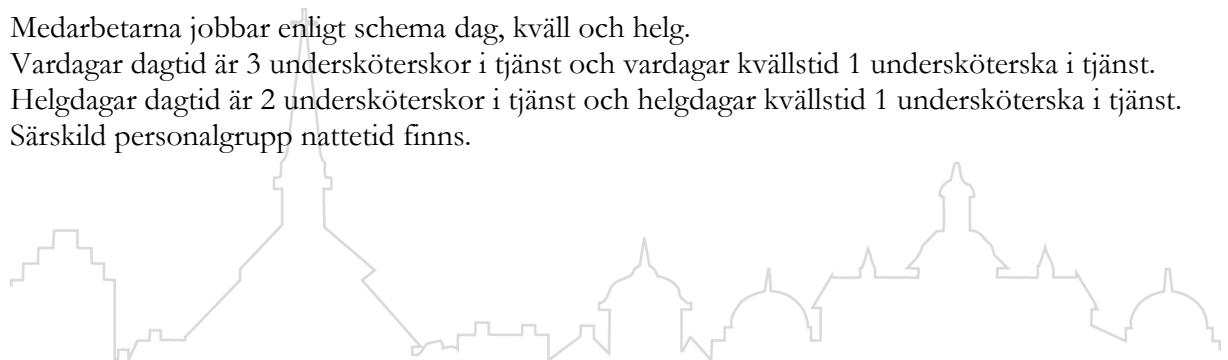 Medarbetarna jobbar enligt schema dag, kväll och helg.
Vardagar dagtid är 3 undersköterskor i tjänst och vardagar kvällstid 1 undersköterska i tjänst.
Helgdagar dagtid är 2 undersköterskor i tjänst och helgdagar kvällstid 1 undersköterska i tjänst.
Särskild personalgrupp nattetid finns.